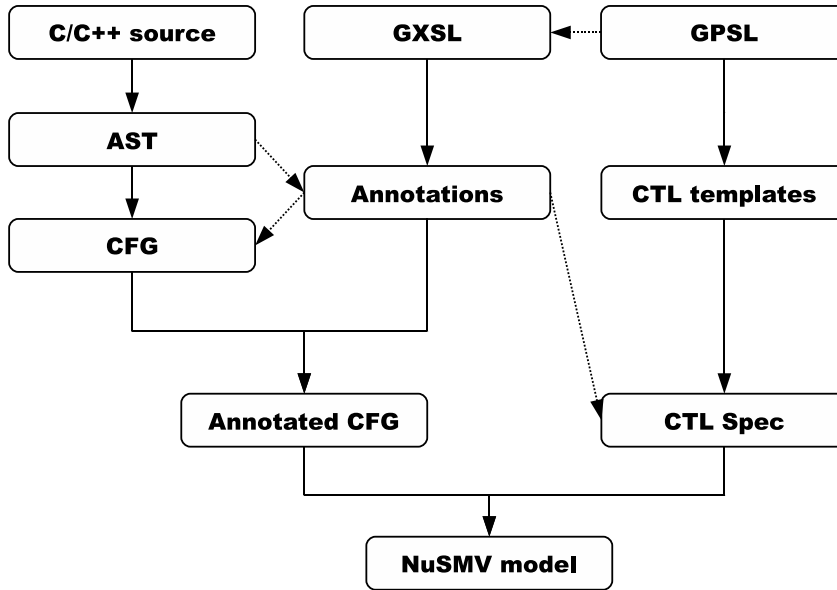 C/C++ source
GXSL
GPSL
AST
Annotations
CTL templates
CFG
Annotated CFG
CTL Spec
NuSMV model